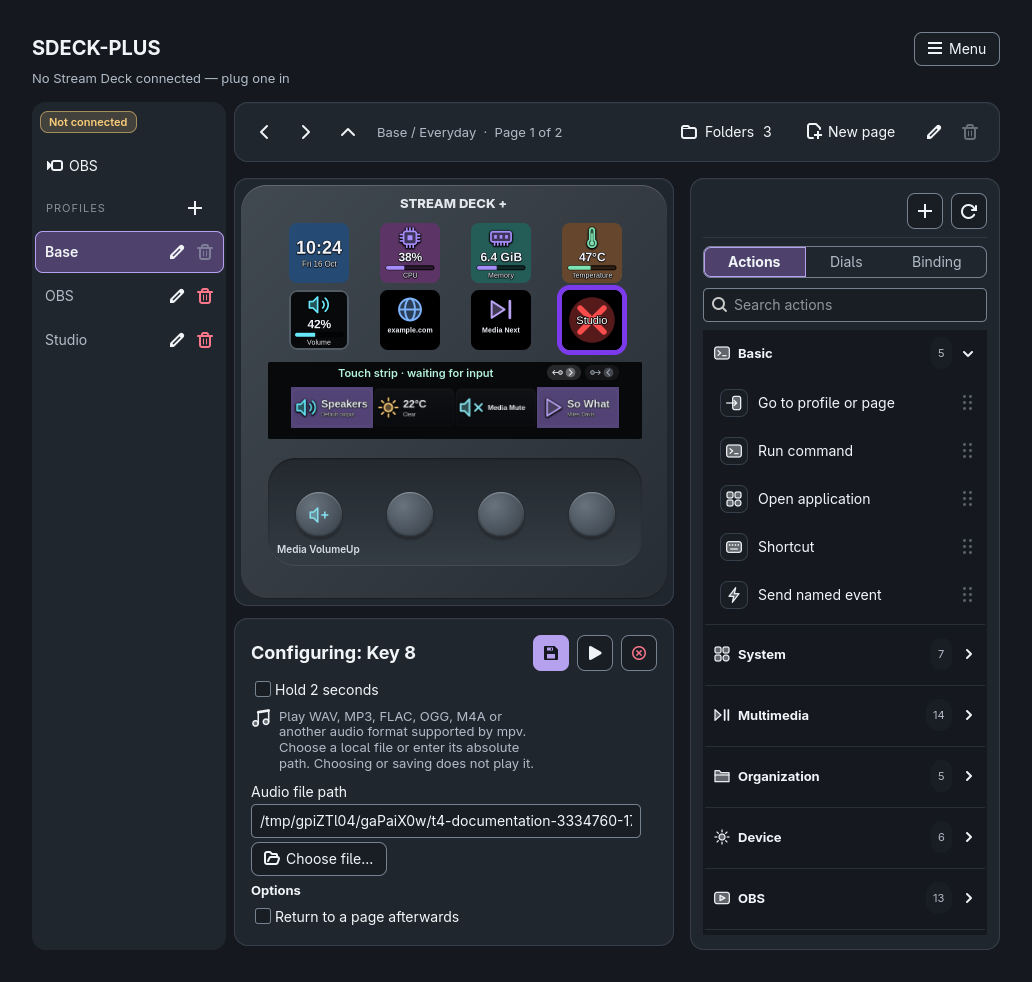 SDECK-PLUS
Menu
No Stream Deck connected — plug one in
Not connected
OBS
PROFILES
Base
OBS
Studio
Base / Everyday · Page 1 of 2
Folders 3
New page
STREAM DECK +
10:24
Fri 16 Oct
38%
CPU
6.4 GiB
Memory
47°C
Temperature
42%
Volume
example.com
Media Next
Studio
Touch strip · waiting for input
Speakers
22°C
Clear
Media Mute
So What
Miles Davis
Media VolumeUp
Configuring: Key 8
Hold 2 seconds
Play WAV, MP3, FLAC, OGG, M4A or
another audio format supported by mpv.
Choose a local file or enter its absolute
path. Choosing or saving does not play it.
Audio file path
/tmp/gpiZTl04/gaPaiX0w/t4-documentation-3334760-17
Choose file...
Options
Return to a page afterwards
Actions
Dials
Binding
Search actions
Basic 5
Go to profile or page
Run command
Open application
Shortcut
Send named event
System 7
Multimedia 14
Organization 5
Device 6
OBS 13